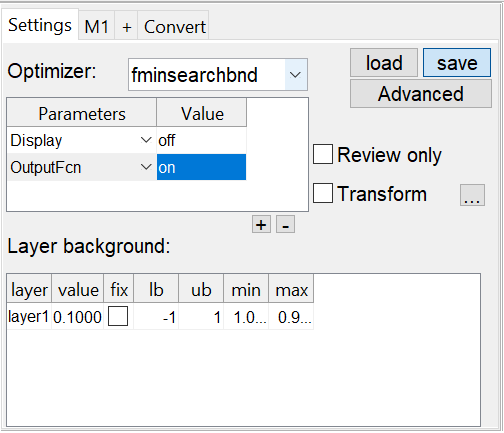 Settings M1 + Convert
Optimizer: fminsearchbnd load save
Advanced
Parameters Value
Display off
OutputFcn on
Review only
Transform ...
+ -
Layer background:
layer value fix lb ub min max
layer1 0.1000 -1 1 1.0... 0.9...